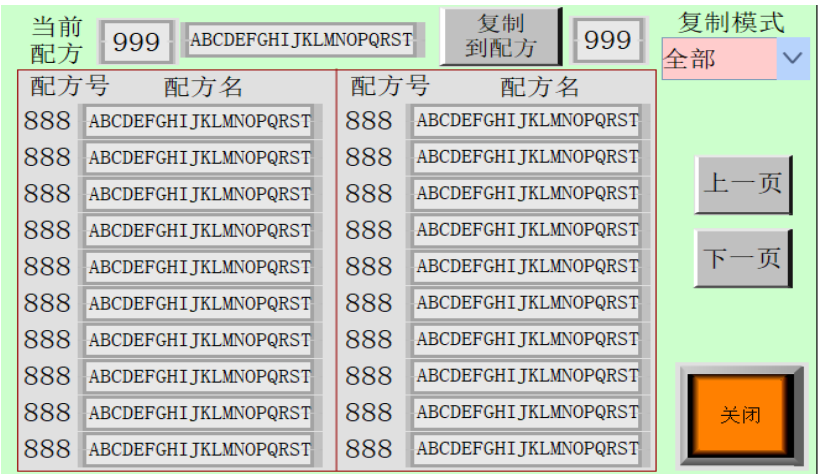 当前
配方
999
ABCDEFGHIJKLMNOPQRST
复制
到配方
999
复制模式
全部
配方号 配方名 配方号 配方名
888 ABCDEFGHIJKLMNOPQRST 888 ABCDEFGHIJKLMNOPQRST
888 ABCDEFGHIJKLMNOPQRST 888 ABCDEFGHIJKLMNOPQRST
888 ABCDEFGHIJKLMNOPQRST 888 ABCDEFGHIJKLMNOPQRST
888 ABCDEFGHIJKLMNOPQRST 888 ABCDEFGHIJKLMNOPQRST
888 ABCDEFGHIJKLMNOPQRST 888 ABCDEFGHIJKLMNOPQRST
888 ABCDEFGHIJKLMNOPQRST 888 ABCDEFGHIJKLMNOPQRST
888 ABCDEFGHIJKLMNOPQRST 888 ABCDEFGHIJKLMNOPQRST
888 ABCDEFGHIJKLMNOPQRST 888 ABCDEFGHIJKLMNOPQRST
888 ABCDEFGHIJKLMNOPQRST 888 ABCDEFGHIJKLMNOPQRST
888 ABCDEFGHIJKLMNOPQRST 888 ABCDEFGHIJKLMNOPQRST
上一页
下一页
关闭